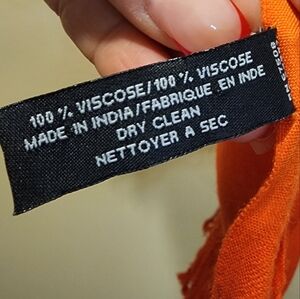 100 % VISCOSE/100 % VISCOSE
MADE IN INDIA/FABRIQUE EN INDE
DRY CLEAN
NETTOYER A SEC